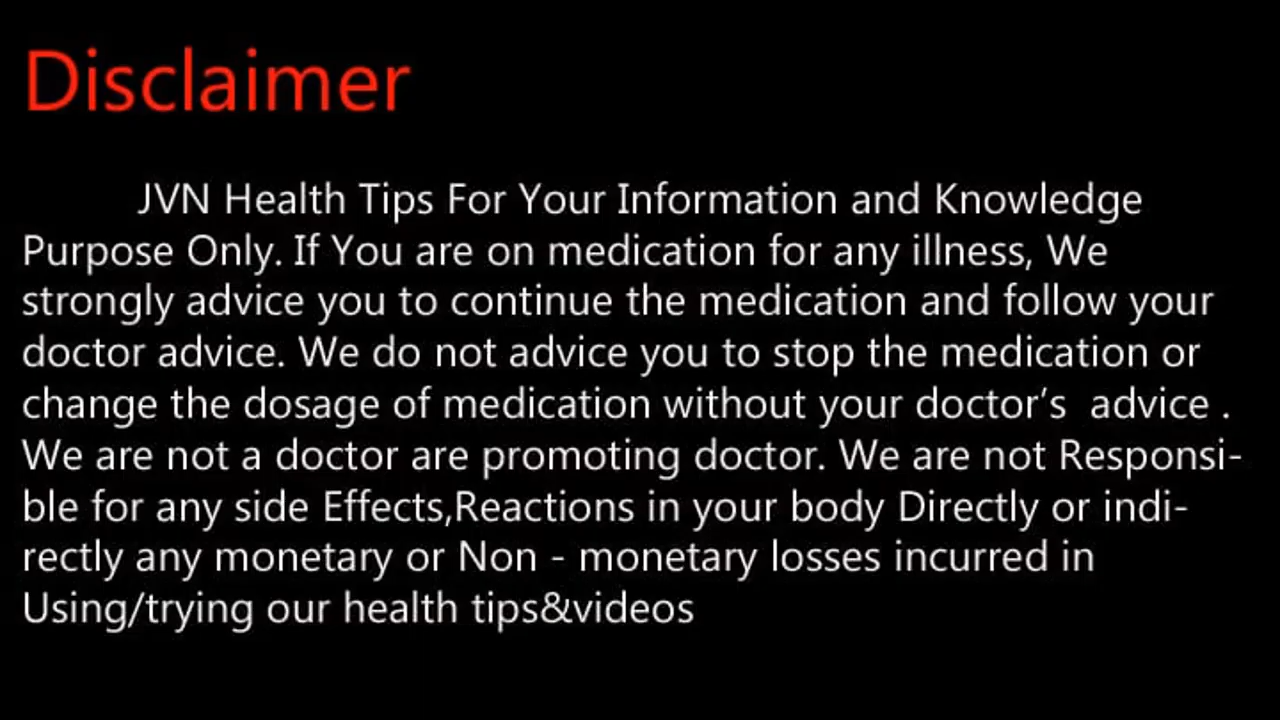 Disclaimer
JVN Health Tips For Your Information and Knowledge
Purpose Only. If You are on medication for any illness, We
strongly advice you to continue the medication and follow your
doctor advice. We do not advice you to stop the medication or
change the dosage of medication without your doctor’s  advice .
We are not a doctor are promoting doctor. We are not Responsi-
ble for any side Effects,Reactions in your body Directly or indi-
rectly any monetary or Non - monetary losses incurred in
Using/trying our health tips&videos